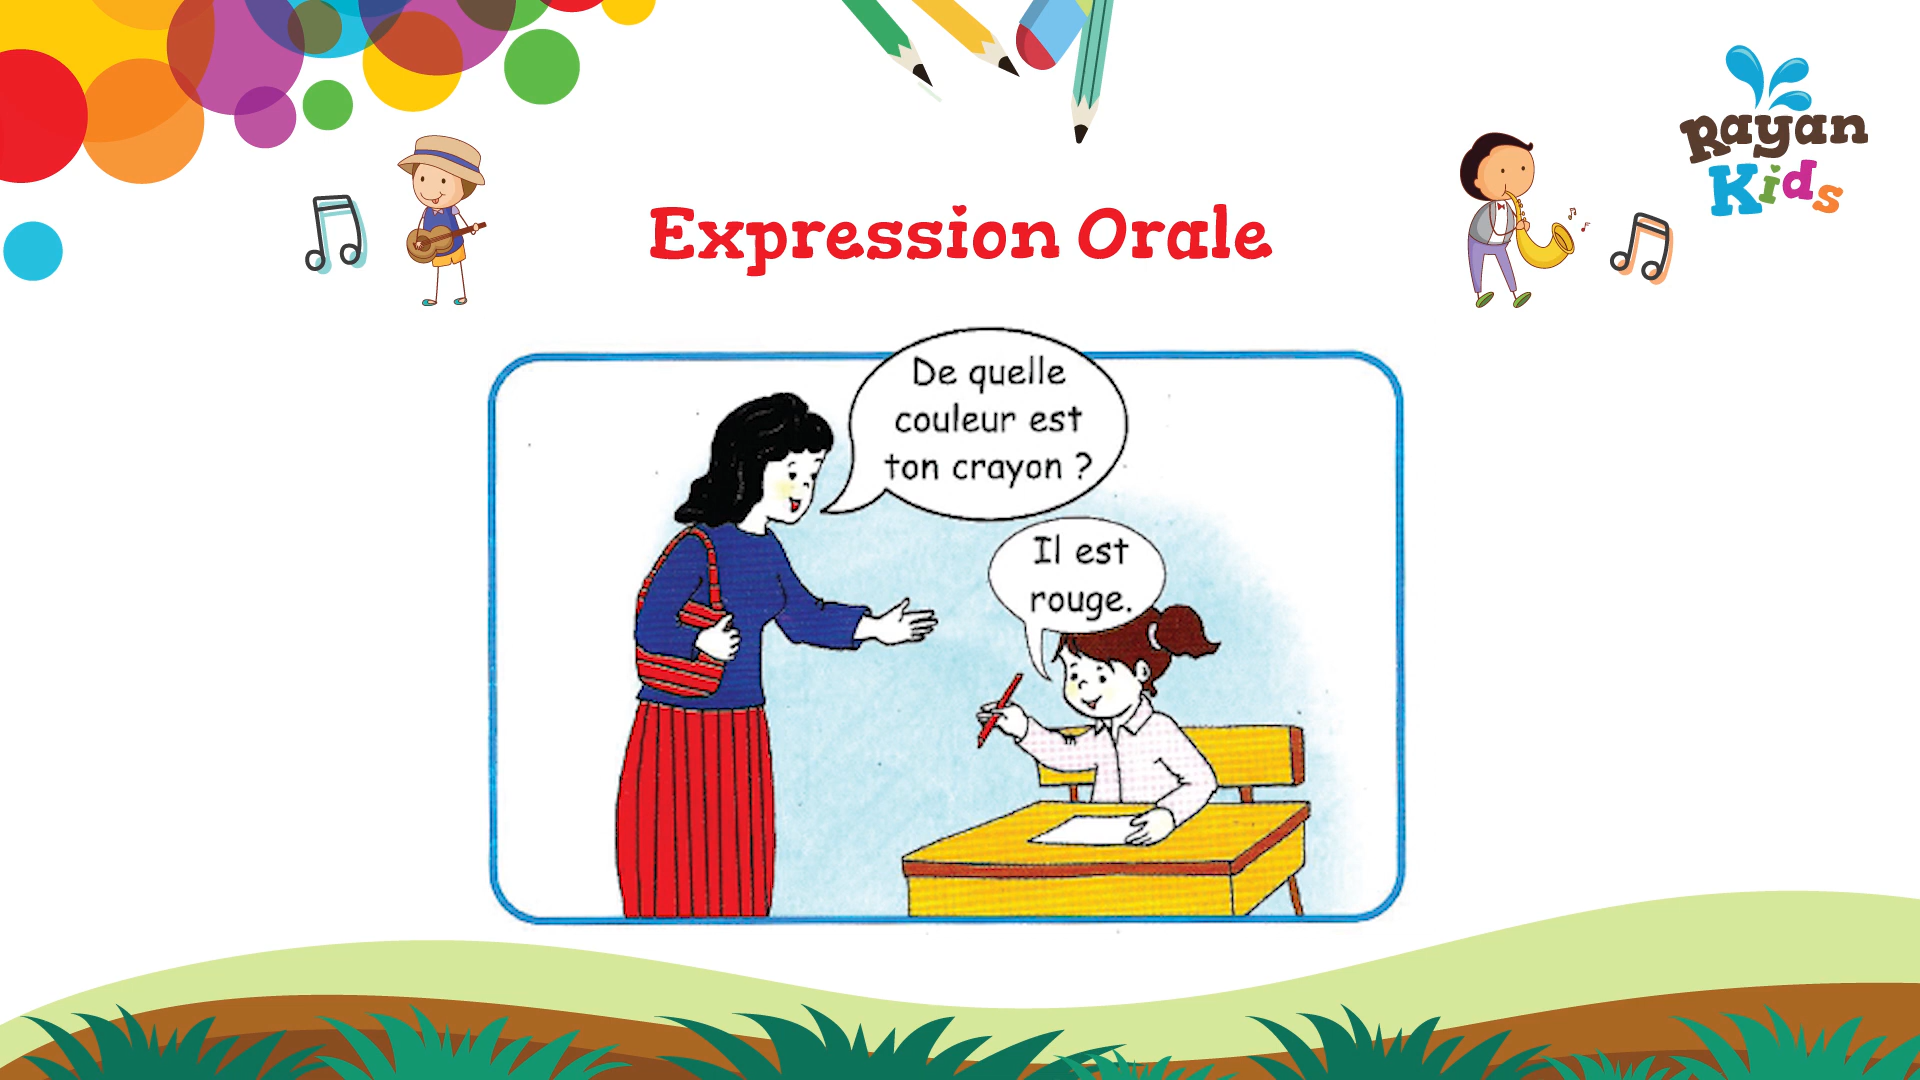 Rayan
Kids
Expression Orale
De quelle
couleur est
ton crayon ?
Il est
rouge.